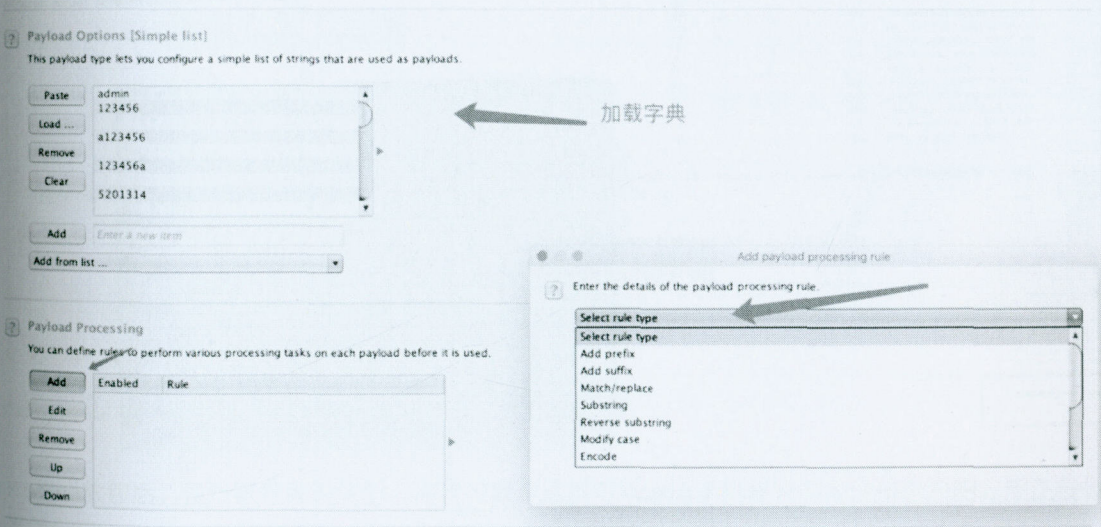 Payload Options [Simple list]
This payload type lets you configure a simple list of strings that are used as payloads.
Paste
Load ...
Remove
Clear
admin
123456
a123456
123456a
5201314
加载字典
Add
Enter a new item
Add from list ...
Payload Processing
You can define rules to perform various processing tasks on each payload before it is used.
Add
Edit
Remove
Up
Down
Enabled
Rule
Add payload processing rule
Enter the details of the payload processing rule.
Select rule type
Select rule type
Add prefix
Add suffix
Match/replace
Substring
Reverse substring
Modify case
Encode